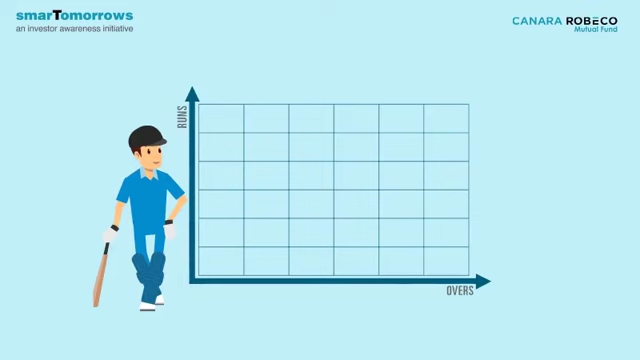 smarTomorrows
an investor awareness initiative
CANARA ROBECO
Mutual Fund
RUNS
OVERS